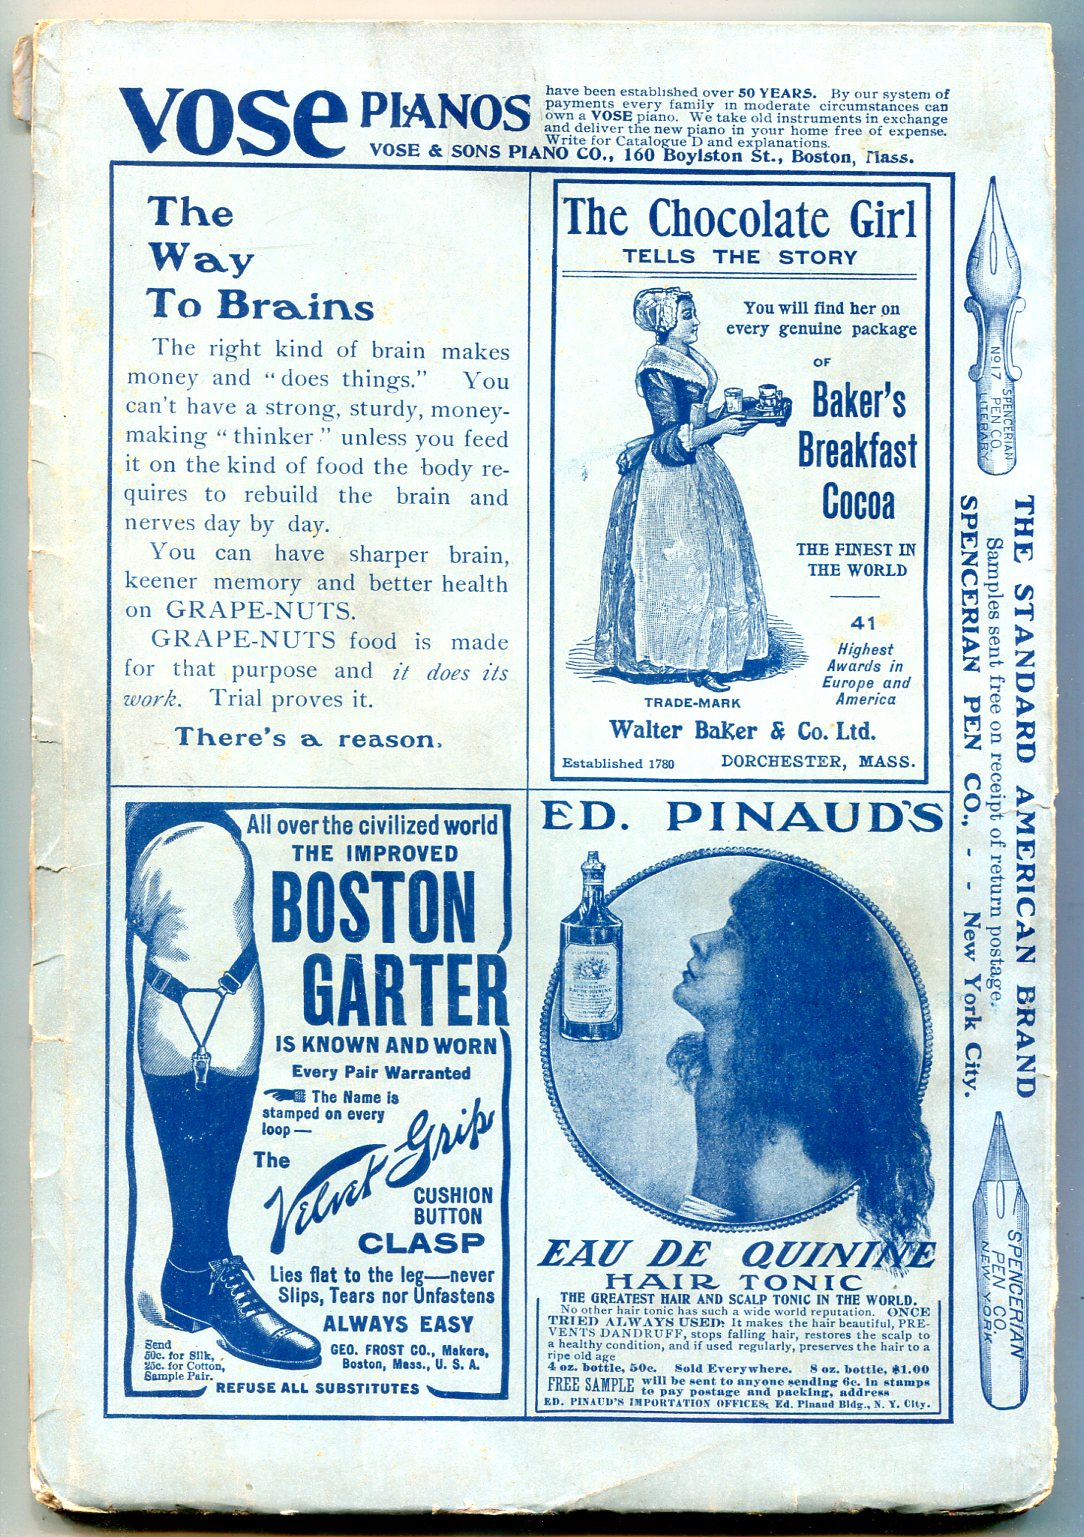 VOSE PIANOS
have been established over 50 YEARS. By our system of
payments every family in moderate circumstances can
own a VOSE piano. We take old instruments in exchange
and deliver the new piano in your home free of expense.
Write for Catalogue D and explanations.
VOSE & SONS PIANO CO., 160 Boylston St., Boston, Mass.
The
Way
To Brains
The right kind of brain makes
money and "does things." You
can't have a strong, sturdy, money-
making "thinker" unless you feed
it on the kind of food the body re-
quires to rebuild the brain and
nerves day by day.
You can have sharper brain,
keener memory and better health
on GRAPE-NUTS.
GRAPE-NUTS food is made
for that purpose and it does its
work. Trial proves it.
There's a reason.
The Chocolate Girl
TELLS THE STORY
You will find her on
every genuine package
OF
Baker's
Breakfast
Cocoa
THE FINEST IN
THE WORLD
41
Highest
Awards in
Europe and
America
TRADE-MARK
Walter Baker & Co. Ltd.
Established 1780 DORCHESTER, MASS.
All over the civilized world
THE IMPROVED
BOSTON
GARTER
IS KNOWN AND WORN
Every Pair Warranted
The Name is
stamped on every
loop—
The
Velvet Grip
CUSHION
BUTTON
CLASP
Lies flat to the leg—never
Slips, Tears nor Unfastens
ALWAYS EASY
GEO. FROST CO., Makers,
Boston, Mass., U. S. A.
Send
50c. for Silk,
25c. for Cotton,
Sample Pair.
REFUSE ALL SUBSTITUTES
ED. PINAUD'S
EAU DE QUININE
EAU DE QUININE
HAIR TONIC
THE GREATEST HAIR AND SCALP TONIC IN THE WORLD.
No other hair tonic has such a wide world reputation. ONCE
TRIED ALWAYS USED: It makes the hair beautiful, PRE-
VENTS DANDRUFF, stops falling hair, restores the scalp to
a healthy condition, and if used regularly, preserves the hair to a
ripe old age
4 oz. bottle, 50c. Sold Everywhere. 8 oz. bottle, $1.00
FREE SAMPLE will be sent to anyone sending 6c. in stamps
to pay postage and packing, address
ED. PINAUD'S IMPORTATION OFFICES; Ed. Pinaud Bldg., N. Y. City.
No 17
SPENCERIAN
PEN CO.
LITERARY
THE STANDARD AMERICAN BRAND
Samples sent free on receipt of return postage.
SPENCERIAN PEN CO., - - New York City.
SPENCERIAN
PEN CO.
NEW YORK